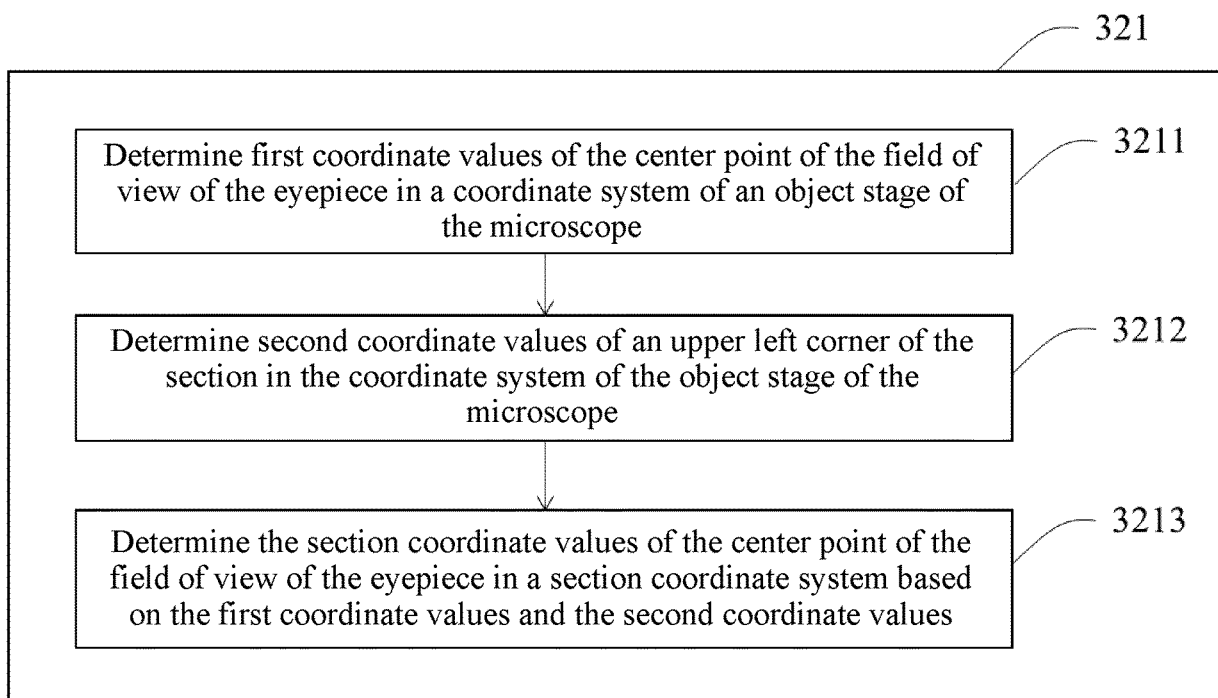 321
Determine first coordinate values of the center point of the field of
view of the eyepiece in a coordinate system of an object stage of
the microscope
3211
Determine second coordinate values of an upper left corner of the
section in the coordinate system of the object stage of the
microscope
3212
Determine the section coordinate values of the center point of the
field of view of the eyepiece in a section coordinate system based
on the first coordinate values and the second coordinate values
3213